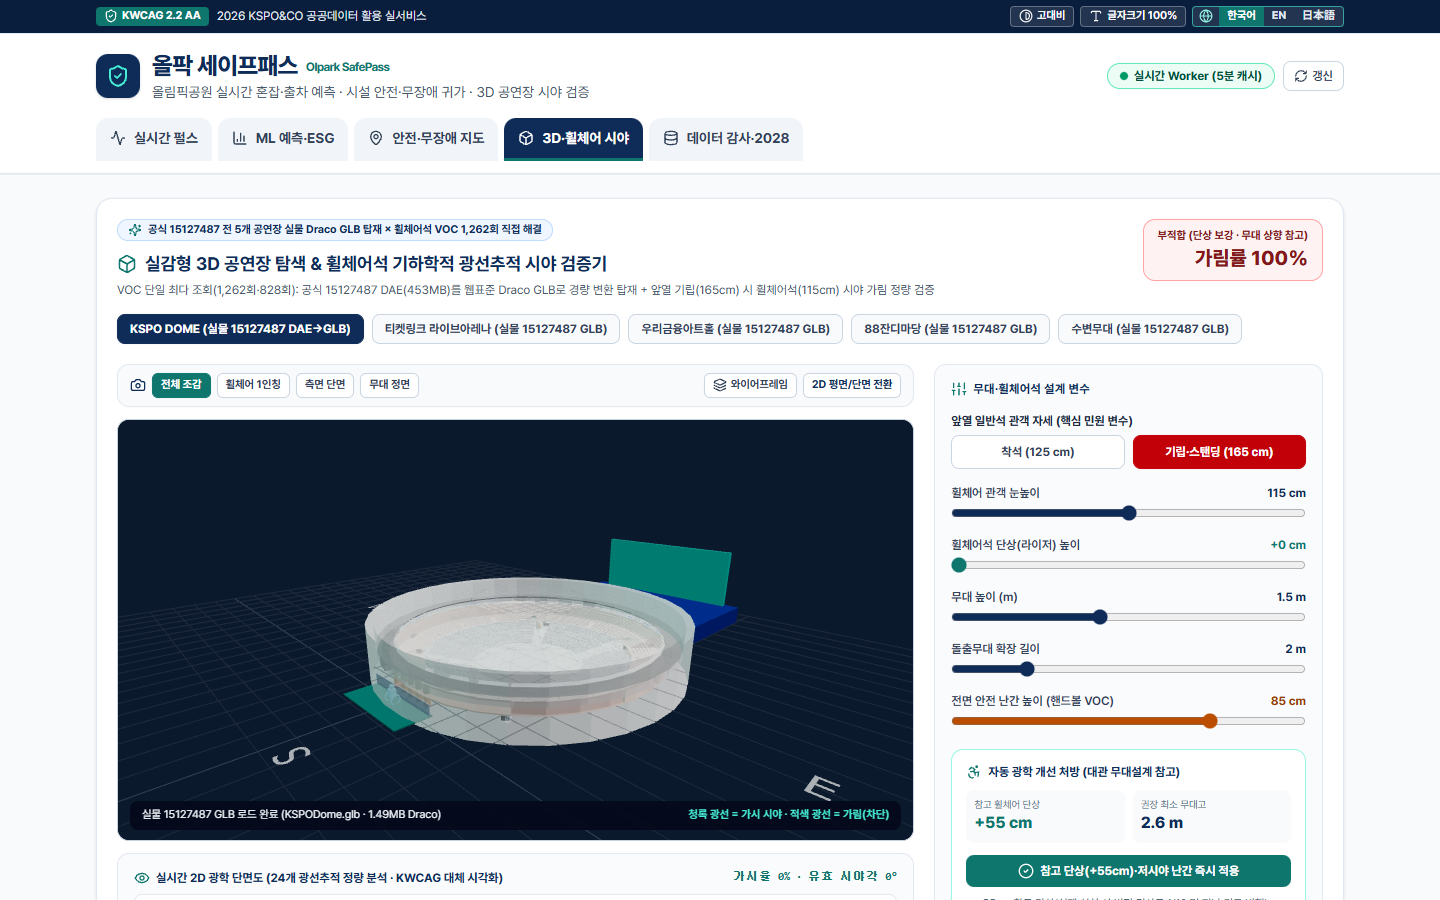 KWCAG 2.2 AA 2026 KSPO&CO 공공데이터 활용 실서비스
고대비 글자크기 100% 한국어 EN 日本語
올팍 세이프패스 Olpark SafePass
올림픽공원 실시간 혼잡·출차 예측 · 시설 안전·무장애 귀가 · 3D 공연장 시야 검증
실시간 Worker (5분 캐시) 갱신
실시간 펄스 ML 예측·ESG 안전·무장애 지도 3D·휠체어 시야 데이터 감사·2028
공식 15127487 전 5개 공연장 실물 Draco GLB 탑재 × 휠체어석 VOC 1,262회 직접 해결
실감형 3D 공연장 탐색 & 휠체어석 기하학적 광선추적 시야 검증기
VOC 단일 최다 조회(1,262회·828회): 공식 15127487 DAE(453MB)를 웹표준 Draco GLB로 경량 변환 탑재 + 앞열 기립(165cm) 시 휠체어석(115cm) 시야 가림 정량 검증
부적합 (단상 보강 · 무대 상향 참고)
가림률 100%
KSPO DOME (실물 15127487 DAE→GLB) 티켓링크 라이브아레나 (실물 15127487 GLB) 우리금융아트홀 (실물 15127487 GLB) 88잔디마당 (실물 15127487 GLB) 수변무대 (실물 15127487 GLB)
전체 조감 휠체어 1인칭 측면 단면 무대 정면 와이어프레임 2D 평면/단면 전환
S
E
실물 15127487 GLB 로드 완료 (KSPODome.glb · 1.49MB Draco) 청록 광선 = 가시 시야 · 적색 광선 = 가림(차단)
실시간 2D 광학 단면도 (24개 광선추적 정량 분석 · KWCAG 대체 시각화) 가시율 0% · 유효 시야각 0°
무대·휠체어석 설계 변수
앞열 일반석 관객 자세 (핵심 민원 변수)
착석 (125 cm) 기립·스탠딩 (165 cm)
휠체어 관객 눈높이 115 cm
휠체어석 단상(라이저) 높이 +0 cm
무대 높이 (m) 1.5 m
돌출무대 확장 길이 2 m
전면 안전 난간 높이 (핸드볼 VOC) 85 cm
자동 광학 개선 처방 (대관 무대설계 참고)
참고 휠체어 단상 권장 최소 무대고
+55 cm 2.6 m
참고 단상(+55cm)·저시야 난간 즉시 적용